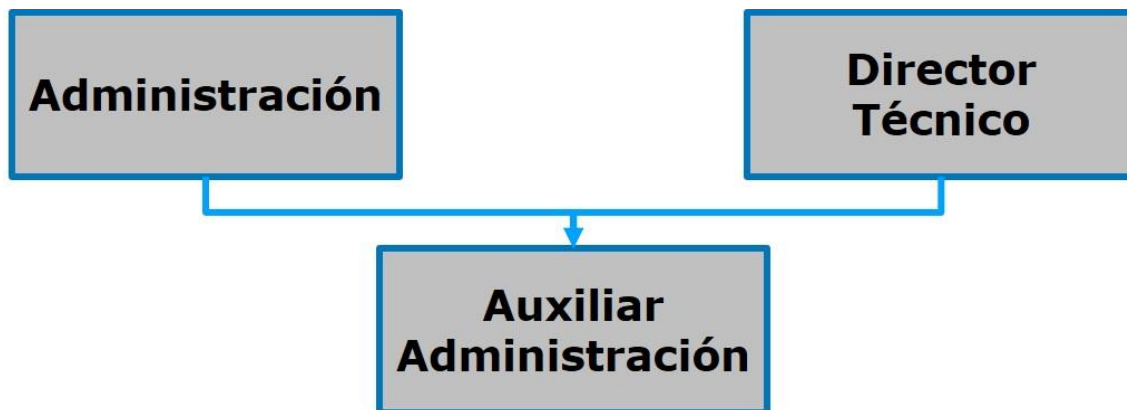 Administración
Director
Técnico
Auxiliar
Administración